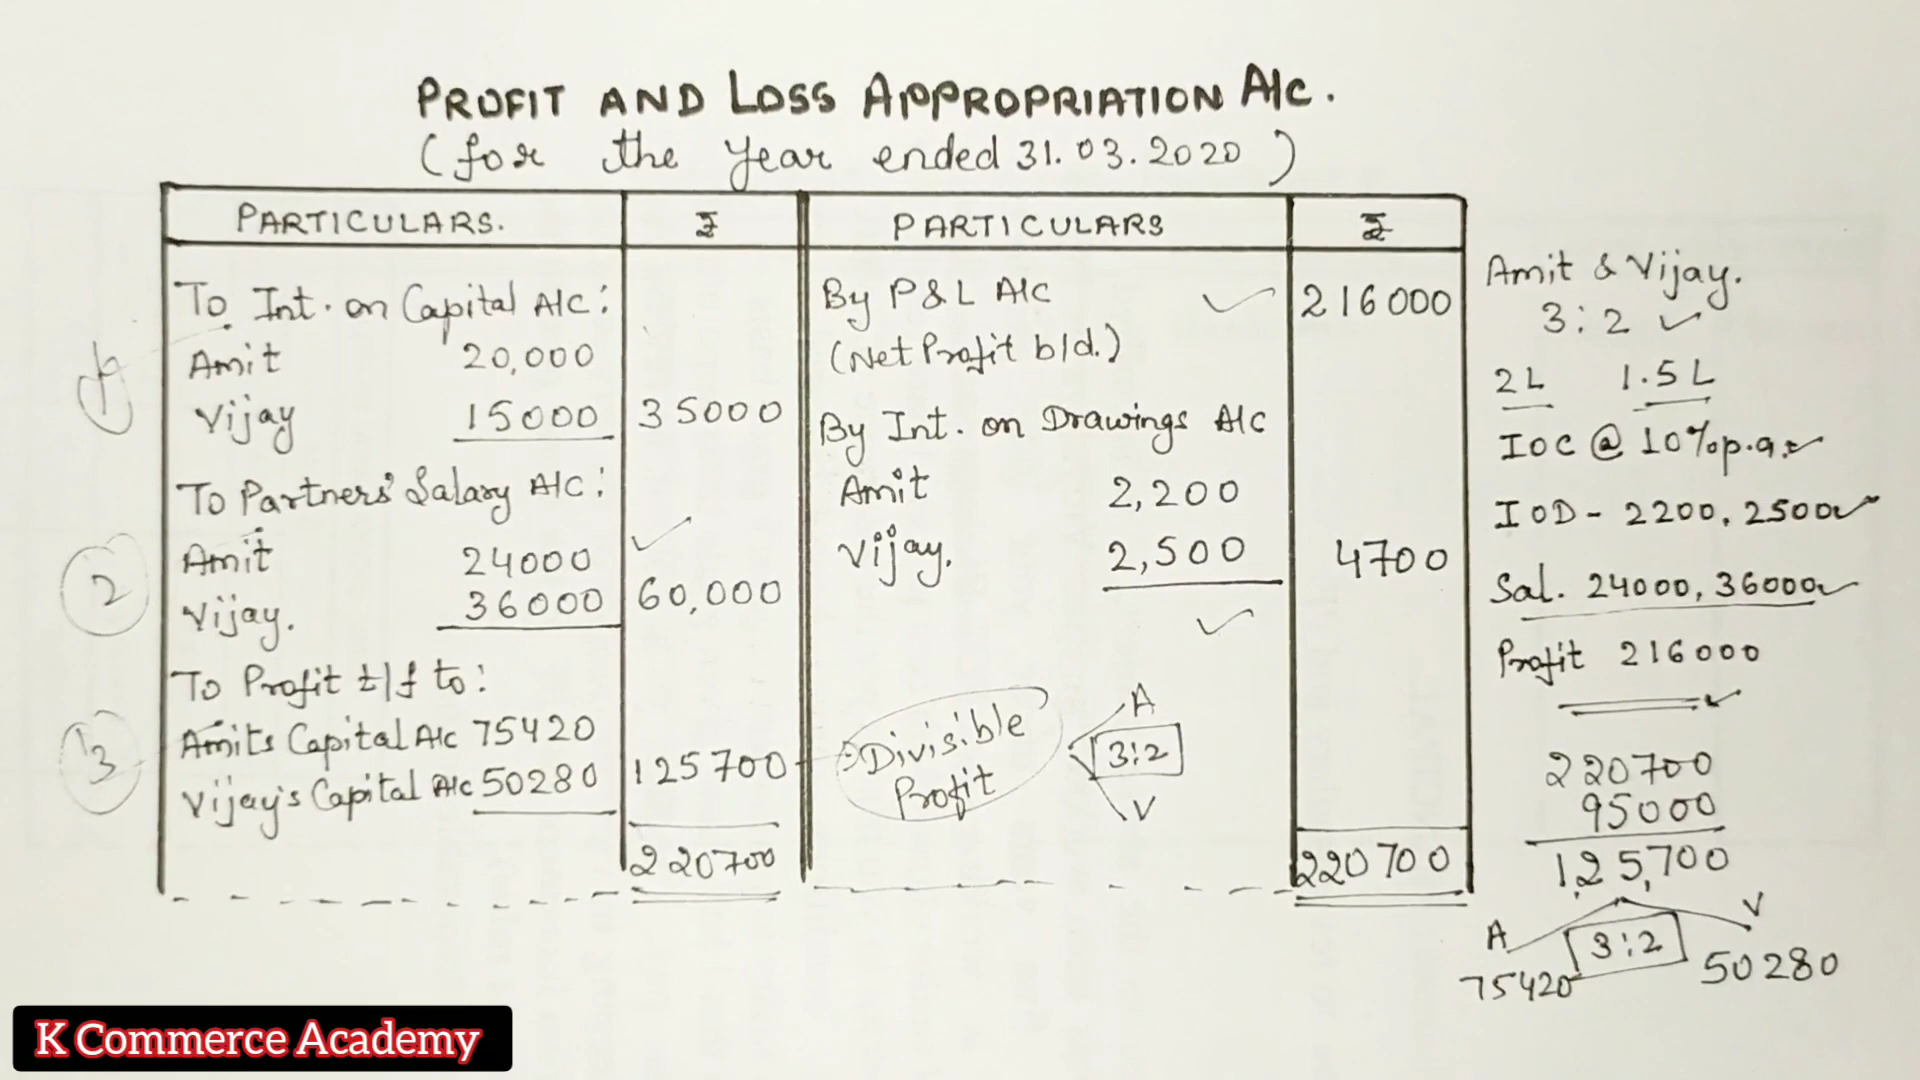 PROFIT AND LOSS APPROPRIATION A/c.
(for the year ended 31.03.2020)
PARTICULARS. ₹ PARTICULARS ₹
To Int. on Capital A/c:
Amit 20,000
Vijay 15000 35000
To Partners' Salary A/c:
Amit 24000
Vijay. 36000 60,000
To Profit t/f to:
Amit's Capital A/c 75420
Vijay's Capital A/c 50280 125700
220700
By P&L A/c 216000
(Net Profit b/d.)
By Int. on Drawings A/c
Amit 2,200
Vijay. 2,500 4700
Divisible
Profit
A
3:2
V
220700
1
2
3
Amit & Vijay.
3:2
2L 1.5L
IOC @ 10% p.a.
IOD - 2200, 2500
Sal. 24000, 36000
Profit 216000
220700
95000
1,25,700
A 3:2 V
75420 50280
K Commerce Academy